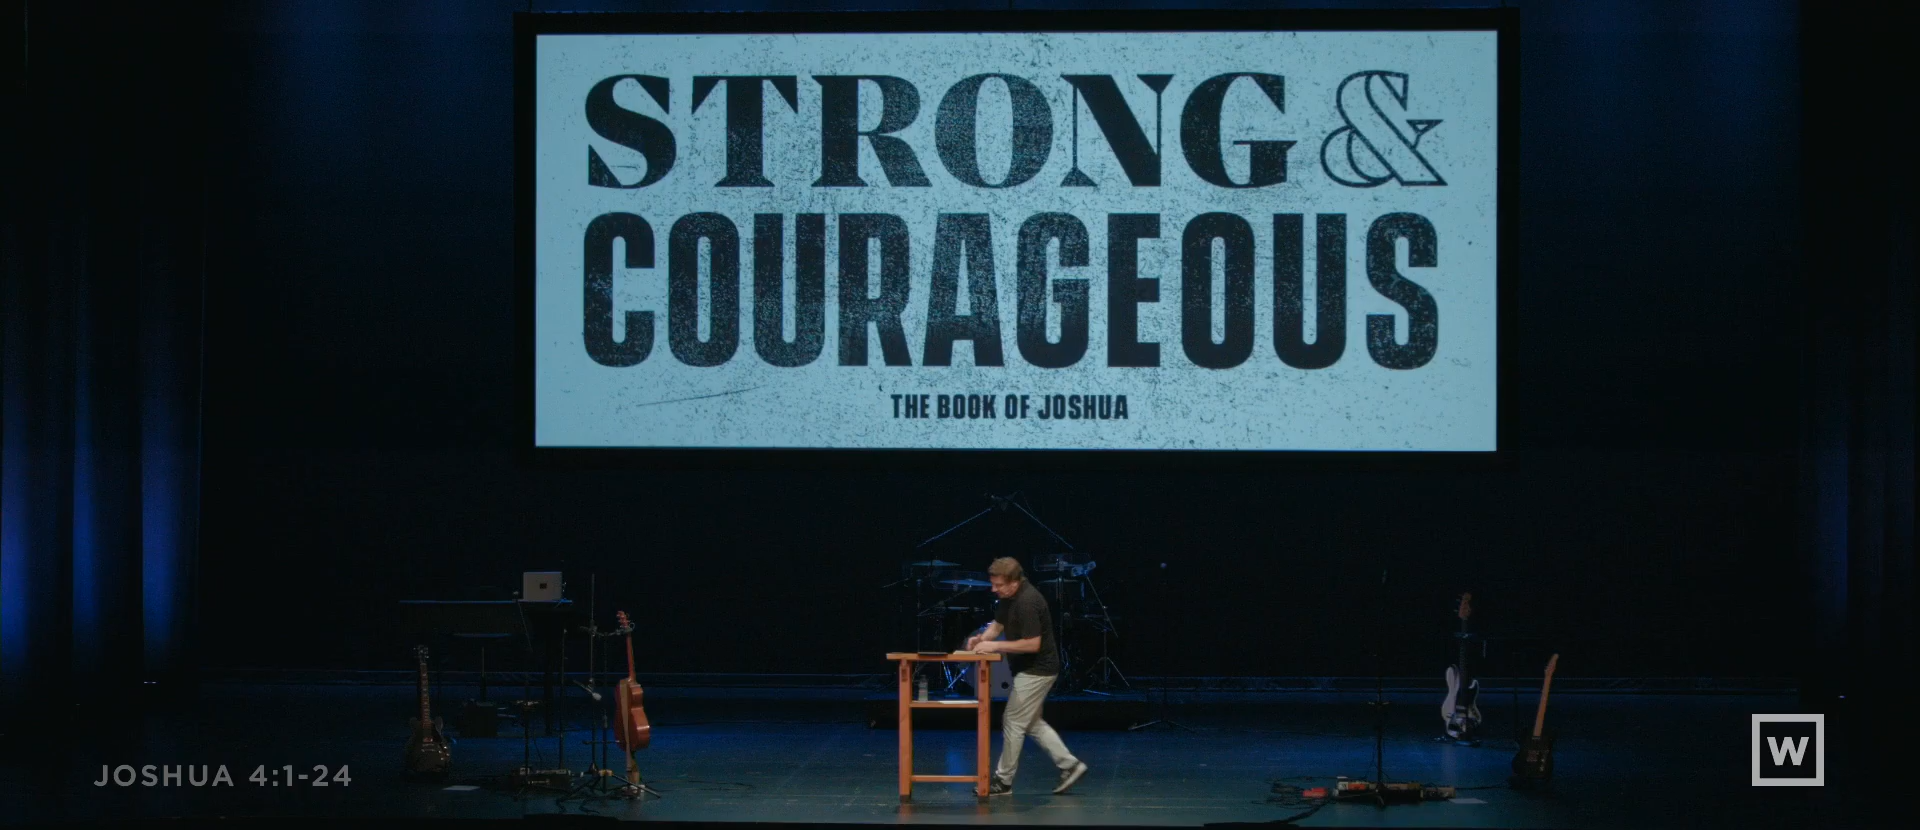 STRONG &
COURAGEOUS
THE BOOK OF JOSHUA
JOSHUA 4:1-24
W